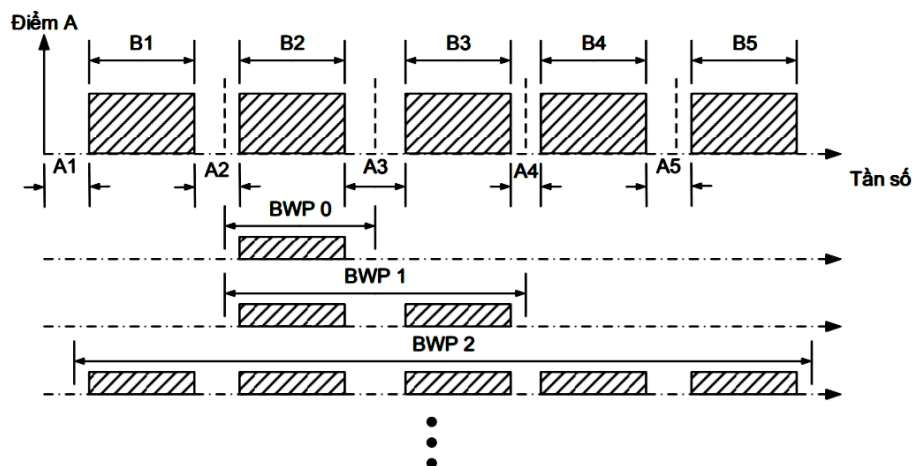 Điểm A
B1 B2 B3 B4 B5
A1 A2 A3 A4 A5
Tần số
BWP 0
BWP 1
BWP 2